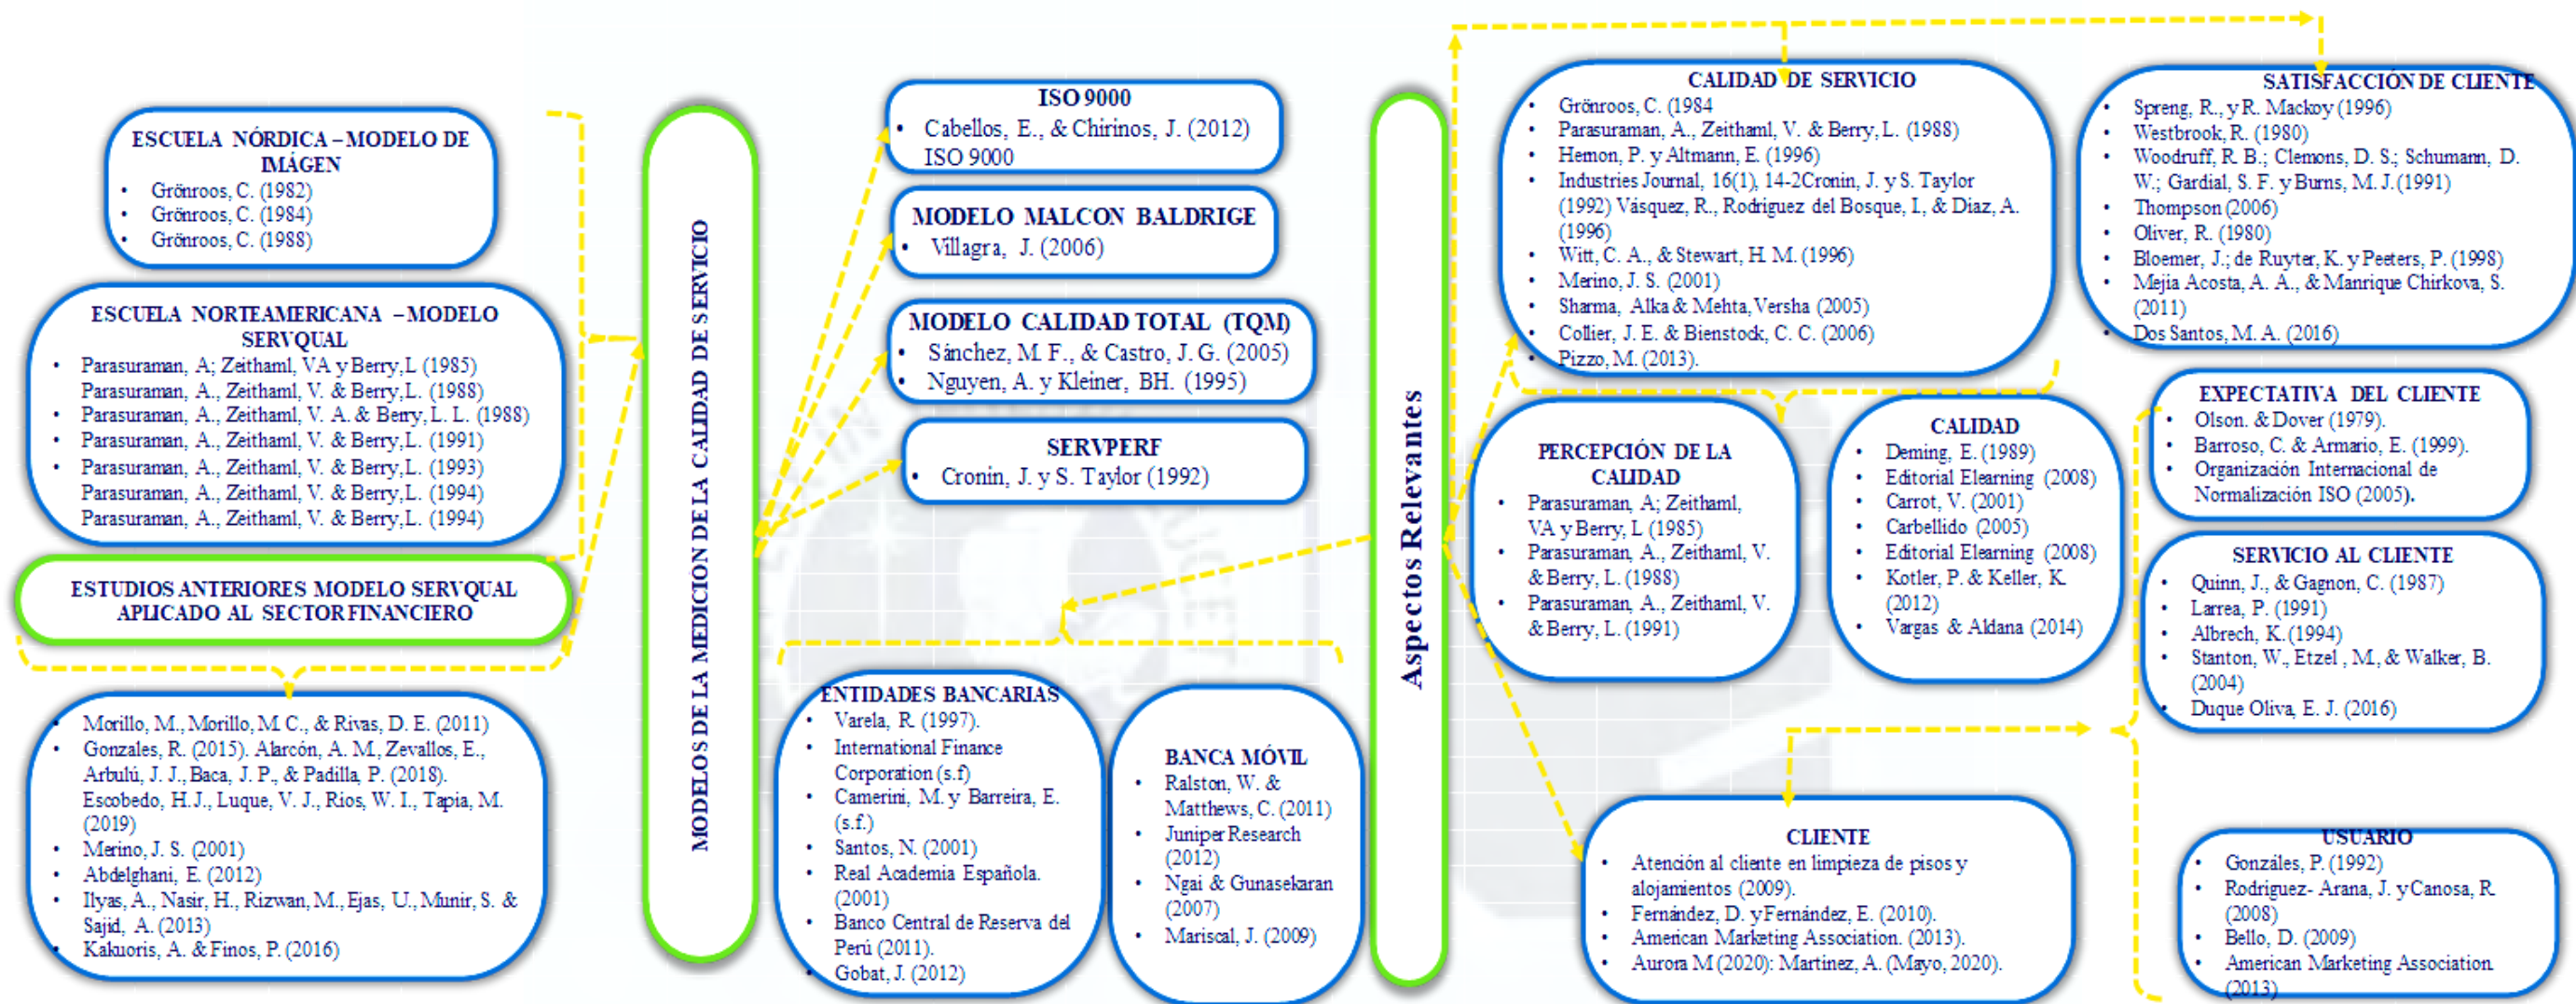 ESCUELA NÓRDICA – MODELO DE
IMÁGEN
• Grönroos, C. (1982)
• Grönroos, C. (1984)
• Grönroos, C. (1988)
ESCUELA NORTEAMERICANA – MODELO
SERVQUAL
• Parasuraman, A; Zeithaml, VA y Berry, L (1985)
Parasuraman, A., Zeithaml, V. & Berry, L. (1988)
• Parasuraman, A., Zeithaml, V. A. & Berry, L. L. (1988)
• Parasuraman, A., Zeithaml, V. & Berry, L. (1991)
• Parasuraman, A., Zeithaml, V. & Berry, L. (1993)
Parasuraman, A., Zeithaml, V. & Berry, L. (1994)
Parasuraman, A., Zeithaml, V. & Berry, L. (1994)
ESTUDIOS ANTERIORES MODELO SERVQUAL
APLICADO AL SECTOR FINANCIERO
• Morillo, M., Morillo, M. C., & Rivas, D. E. (2011)
• Gonzales, R. (2015). Alarcón, A. M., Zevallos, E.,
Arbulú, J. J., Baca, J. P., & Padilla, P. (2018).
Escobedo, H.J., Luque, V. J., Rios, W. I., Tapia, M.
(2019)
• Merino, J. S. (2001)
• Abdelghani, E. (2012)
• Ilyas, A., Nasir, H., Rizwan, M., Ejas, U., Munir, S. &
Sajid, A. (2013)
• Kakuoris, A. & Finos, P. (2016)
MODELOS DE LA MEDICION DE LA CALIDAD DE SERVICIO
ISO 9000
• Cabellos, E., & Chirinos, J. (2012)
ISO 9000
MODELO MALCON BALDRIGE
• Villagra, J. (2006)
MODELO CALIDAD TOTAL (TQM)
• Sánchez, M. F., & Castro, J. G. (2005)
• Nguyen, A. y Kleiner, BH. (1995)
SERVPERF
• Cronin, J. y S. Taylor (1992)
ENTIDADES BANCARIAS
• Varela, R. (1997).
• International Finance
Corporation (s.f)
• Camerini, M. y Barreira, E.
(s.f.)
• Santos, N. (2001)
• Real Academia Española.
(2001)
• Banco Central de Reserva del
Perú (2011).
• Gobat, J. (2012)
BANCA MÓVIL
• Ralston, W. &
Matthews, C. (2011)
• Juniper Research
(2012)
• Ngai & Gunasekaran
(2007)
• Mariscal, J. (2009)
Aspectos Relevantes
CALIDAD DE SERVICIO
• Grönroos, C. (1984
• Parasuraman, A., Zeithaml, V. & Berry, L. (1988)
• Hernon, P. y Altmann, E. (1996)
• Industries Journal, 16(1), 14-2Cronin, J. y S. Taylor
(1992) Vásquez, R., Rodriguez del Bosque, I., & Diaz, A.
(1996)
• Witt, C. A., & Stewart, H. M. (1996)
• Merino, J. S. (2001)
• Sharma, Alka & Mehta, Versha (2005)
• Collier, J. E. & Bienstock, C. C. (2006)
• Pizzo, M. (2013).
PERCEPCIÓN DE LA
CALIDAD
• Parasuraman, A; Zeithaml,
VA y Berry, L (1985)
• Parasuraman, A., Zeithaml, V.
& Berry, L. (1988)
• Parasuraman, A., Zeithaml, V.
& Berry, L. (1991)
CALIDAD
• Deming, E. (1989)
• Editorial Elearning (2008)
• Carrot, V. (2001)
• Carbellido (2005)
• Editorial Elearning (2008)
• Kotler, P. & Keller, K.
(2012)
• Vargas & Aldana (2014)
CLIENTE
• Atención al cliente en limpieza de pisos y
alojamientos (2009).
• Fernández, D. y Fernández, E. (2010).
• American Marketing Association. (2013).
• Aurora M (2020): Martinez, A. (Mayo, 2020).
SATISFACCIÓN DE CLIENTE
• Spreng, R., y R. Mackoy (1996)
• Westbrook, R. (1980)
• Woodruff, R. B.; Clemons, D. S.; Schumann, D.
W.; Gardial, S. F. y Burns, M. J. (1991)
• Thompson (2006)
• Oliver, R. (1980)
• Bloemer, J.; de Ruyter, K. y Peeters, P. (1998)
• Mejia Acosta, A. A., & Manrique Chirkova, S.
(2011)
• Dos Santos, M. A. (2016)
EXPECTATIVA DEL CLIENTE
• Olson. & Dover (1979).
• Barroso, C. & Armario, E. (1999).
• Organización Internacional de
Normalización ISO (2005).
SERVICIO AL CLIENTE
• Quinn, J., & Gagnon, C. (1987)
• Larrea, P. (1991)
• Albrech, K. (1994)
• Stanton, W., Etzel , M., & Walker, B.
(2004)
• Duque Oliva, E. J. (2016)
USUARIO
• Gonzáles, P. (1992)
• Rodriguez- Arana, J. y Canosa, R.
(2008)
• Bello, D. (2009)
• American Marketing Association.
(2013)